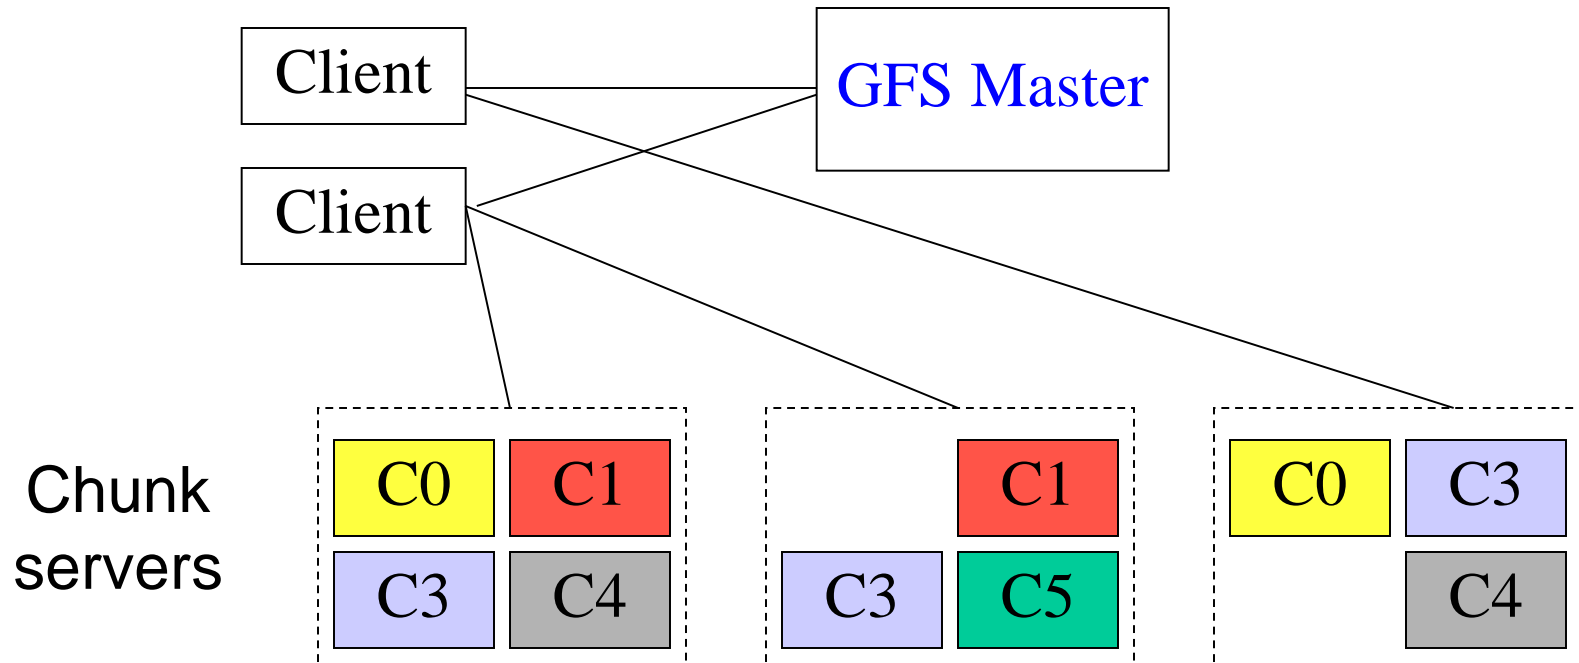 Client
GFS Master
Client
Chunk
servers
C0 C1
C3 C4
C1
C3 C5
C0 C3
C4